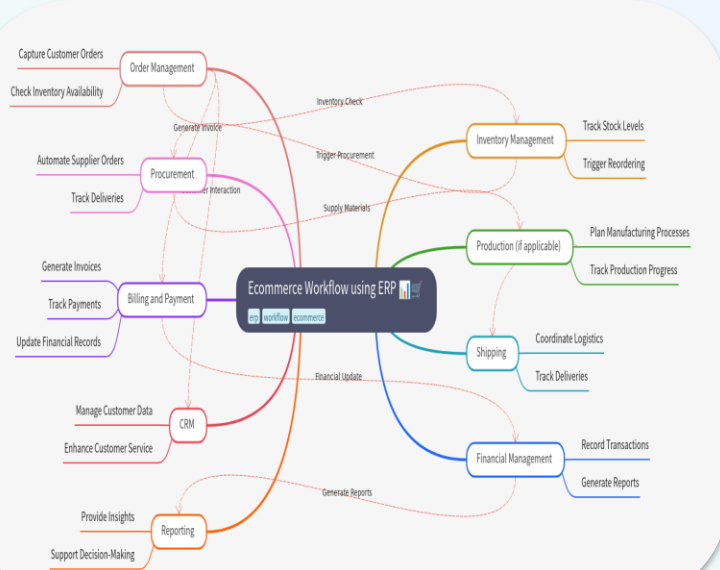 Capture Customer Orders
Check Inventory Availability
Order Management
Inventory Check
Generate Invoice
Automate Supplier Orders
Track Deliveries
Procurement
Interaction
Trigger Procurement
Supply Materials
Inventory Management
Track Stock Levels
Trigger Reordering
Production (if applicable)
Plan Manufacturing Processes
Track Production Progress
Generate Invoices
Track Payments
Update Financial Records
Billing and Payment
Ecommerce Workflow using ERP
erp workflow ecommerce
Shipping
Coordinate Logistics
Track Deliveries
Financial Update
Manage Customer Data
Enhance Customer Service
CRM
Financial Management
Record Transactions
Generate Reports
Generate Reports
Provide Insights
Support Decision-Making
Reporting